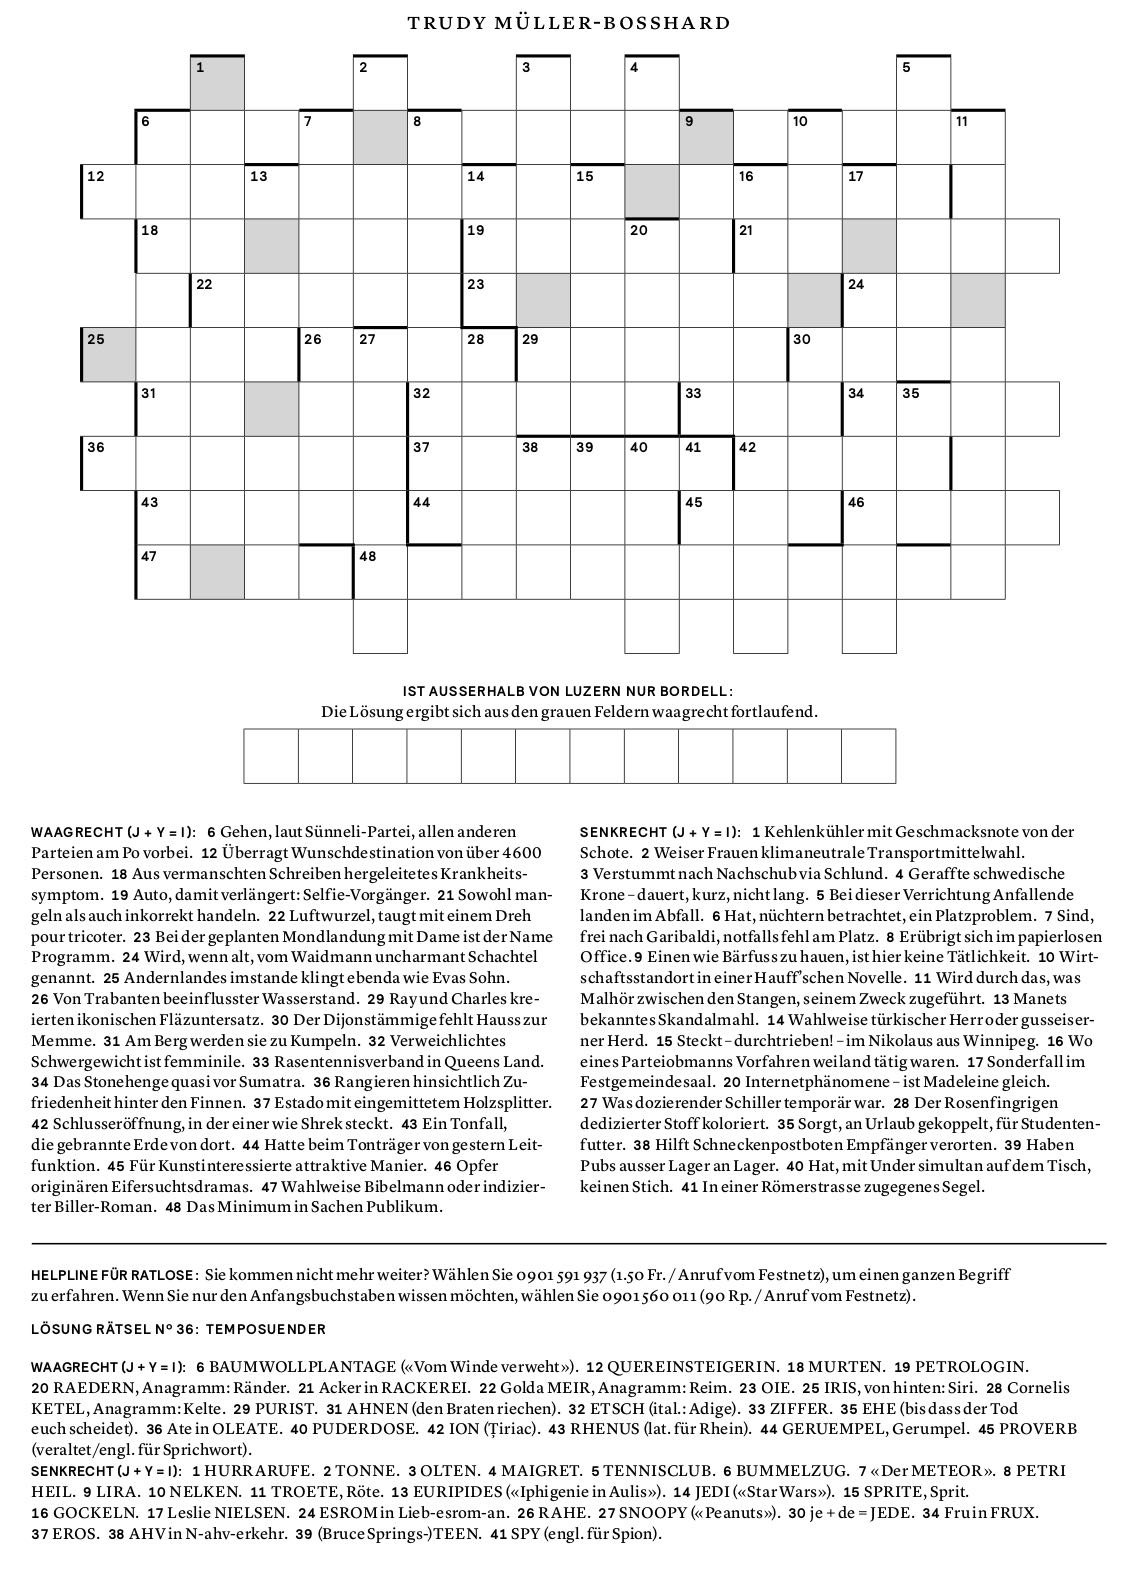 TRUDY MÜLLER-BOSSHARD
1 2 3 4 5
6 7 8 9 10 11
12 13 14 15 16 17
18 19 20 21
22 23 24
25 26 27 28 29 30
31 32 33 34 35
36 37 38 39 40 41 42
43 44 45 46
47 48
IST AUSSERHALB VON LUZERN NUR BORDELL:
Die Lösung ergibt sich aus den grauen Feldern waagrecht fortlaufend.
WAAGRECHT (J + Y = I): 6 Gehen, laut Sünneli-Partei, allen anderen
Parteien am Po vorbei. 12 Überragt Wunschdestination von über 4600
Personen. 18 Aus vermanschten Schreiben hergeleitetes Krankheits-
symptom. 19 Auto, damit verlängert: Selfie-Vorgänger. 21 Sowohl man-
geln als auch inkorrekt handeln. 22 Luftwurzel, taugt mit einem Dreh
pour tricoter. 23 Bei der geplanten Mondlandung mit Dame ist der Name
Programm. 24 Wird, wenn alt, vom Waidmann uncharmant Schachtel
genannt. 25 Andernlandes imstande klingt ebenda wie Evas Sohn.
26 Von Trabanten beeinflusster Wasserstand. 29 Ray und Charles kre-
ierten ikonischen Fläzuntersatz. 30 Der Dijonstämmige fehlt Hauss zur
Memme. 31 Am Berg werden sie zu Kumpeln. 32 Verweichlichtes
Schwergewicht ist femminile. 33 Rasentennisverband in Queens Land.
34 Das Stonehenge quasi vor Sumatra. 36 Rangieren hinsichtlich Zu-
friedenheit hinter den Finnen. 37 Estado mit eingemittetem Holzsplitter.
42 Schlusseröffnung, in der einer wie Shrek steckt. 43 Ein Tonfall,
die gebrannte Erde von dort. 44 Hatte beim Tonträger von gestern Leit-
funktion. 45 Für Kunstinteressierte attraktive Manier. 46 Opfer
originären Eifersuchtsdramas. 47 Wahlweise Bibelmann oder indizier-
ter Biller-Roman. 48 Das Minimum in Sachen Publikum.
SENKRECHT (J + Y = I): 1 Kehlenkühler mit Geschmacksnote von der
Schote. 2 Weiser Frauen klimaneutrale Transportmittelwahl.
3 Verstummt nach Nachschub via Schlund. 4 Geraffte schwedische
Krone – dauert, kurz, nicht lang. 5 Bei dieser Verrichtung Anfallende
landen im Abfall. 6 Hat, nüchtern betrachtet, ein Platzproblem. 7 Sind,
frei nach Garibaldi, notfalls fehl am Platz. 8 Erübrigt sich im papierlosen
Office. 9 Einen wie Bärfuss zu hauen, ist hier keine Tätlichkeit. 10 Wirt-
schaftsstandort in einer Hauff'schen Novelle. 11 Wird durch das, was
Malhör zwischen den Stangen, seinem Zweck zugeführt. 13 Manets
bekanntes Skandalmahl. 14 Wahlweise türkischer Herr oder gusseiser-
ner Herd. 15 Steckt – durchtrieben! – im Nikolaus aus Winnipeg. 16 Wo
eines Parteiobmanns Vorfahren weiland tätig waren. 17 Sonderfall im
Festgemeindesaal. 20 Internetphänomene – ist Madeleine gleich.
27 Was dozierender Schiller temporär war. 28 Der Rosenfingrigen
dedizierter Stoff koloriert. 35 Sorgt, an Urlaub gekoppelt, für Studenten-
futter. 38 Hilft Schneckenpostboten Empfänger verorten. 39 Haben
Pubs ausser Lager an Lager. 40 Hat, mit Under simultan auf dem Tisch,
keinen Stich. 41 In einer Römerstrasse zugegenes Segel.
HELPLINE FÜR RATLOSE: Sie kommen nicht mehr weiter? Wählen Sie 0901 591 937 (1.50 Fr. / Anruf vom Festnetz), um einen ganzen Begriff
zu erfahren. Wenn Sie nur den Anfangsbuchstaben wissen möchten, wählen Sie 0901 560 011 (90 Rp. / Anruf vom Festnetz).
LÖSUNG RÄTSEL Nº 36: TEMPOSUENDER
WAAGRECHT (J + Y = I): 6 BAUMWOLLPLANTAGE («Vom Winde verweht»). 12 QUEREINSTEIGERIN. 18 MURTEN. 19 PETROLOGIN.
20 RAEDERN, Anagramm: Ränder. 21 Acker in RACKEREI. 22 Golda MEIR, Anagramm: Reim. 23 OIE. 25 IRIS, von hinten: Siri. 28 Cornelis
KETEL, Anagramm: Kelte. 29 PURIST. 31 AHNEN (den Braten riechen). 32 ETSCH (ital.: Adige). 33 ZIFFER. 35 EHE (bis dass der Tod
euch scheidet). 36 Ate in OLEATE. 40 PUDERDOSE. 42 ION (Țiriac). 43 RHENUS (lat. für Rhein). 44 GERUEMPEL, Gerumpel. 45 PROVERB
(veraltet/engl. für Sprichwort).
SENKRECHT (J + Y = I): 1 HURRARUFE. 2 TONNE. 3 OLTEN. 4 MAIGRET. 5 TENNISCLUB. 6 BUMMELZUG. 7 «Der METEOR». 8 PETRI
HEIL. 9 LIRA. 10 NELKEN. 11 TROETE, Röte. 13 EURIPIDES («Iphigenie in Aulis»). 14 JEDI («Star Wars»). 15 SPRITE, Sprit.
16 GOCKELN. 17 Leslie NIELSEN. 24 ESROM in Lieb-esrom-an. 26 RAHE. 27 SNOOPY («Peanuts»). 30 je + de = JEDE. 34 Fru in FRUX.
37 EROS. 38 AHV in N-ahv-erkehr. 39 (Bruce Springs-)TEEN. 41 SPY (engl. für Spion).